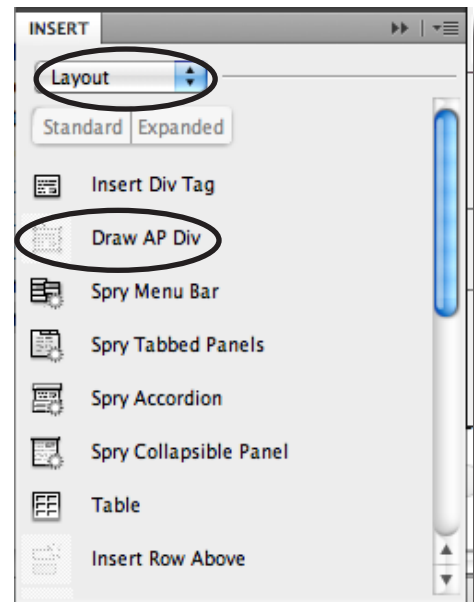 INSERT
Layout
Standard Expanded
Insert Div Tag
Draw AP Div
Spry Menu Bar
Spry Tabbed Panels
Spry Accordion
Spry Collapsible Panel
Table
Insert Row Above